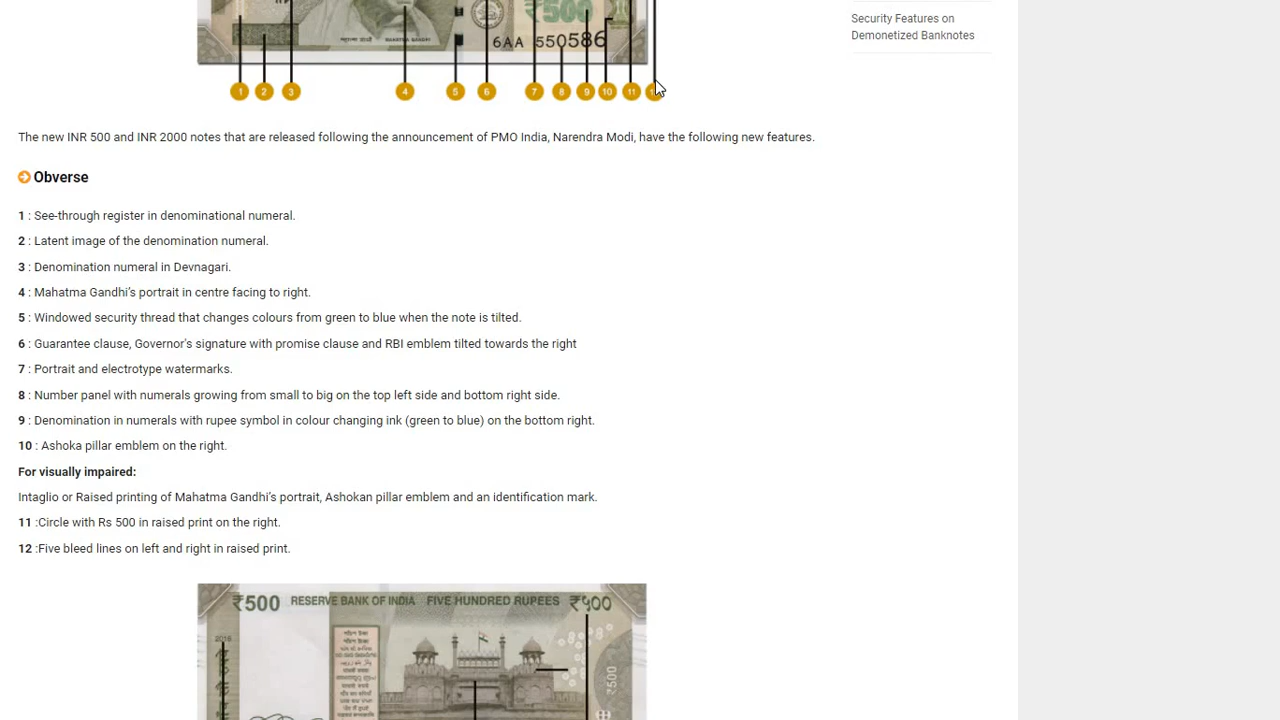 500
महात्मा गांधी MAHATMA GANDHI
6AA 550586
1 2 3 4 5 6 7 8 9 10 11
Security Features on
Demonetized Banknotes
The new INR 500 and INR 2000 notes that are released following the announcement of PMO India, Narendra Modi, have the following new features.
Obverse
1 : See-through register in denominational numeral.
2 : Latent image of the denomination numeral.
3 : Denomination numeral in Devnagari.
4 : Mahatma Gandhi's portrait in centre facing to right.
5 : Windowed security thread that changes colours from green to blue when the note is tilted.
6 : Guarantee clause, Governor's signature with promise clause and RBI emblem tilted towards the right
7 : Portrait and electrotype watermarks.
8 : Number panel with numerals growing from small to big on the top left side and bottom right side.
9 : Denomination in numerals with rupee symbol in colour changing ink (green to blue) on the bottom right.
10 : Ashoka pillar emblem on the right.
For visually impaired:
Intaglio or Raised printing of Mahatma Gandhi's portrait, Ashokan pillar emblem and an identification mark.
11 :Circle with Rs 500 in raised print on the right.
12 :Five bleed lines on left and right in raised print.
₹500 RESERVE BANK OF INDIA FIVE HUNDRED RUPEES ₹500
2016
₹500